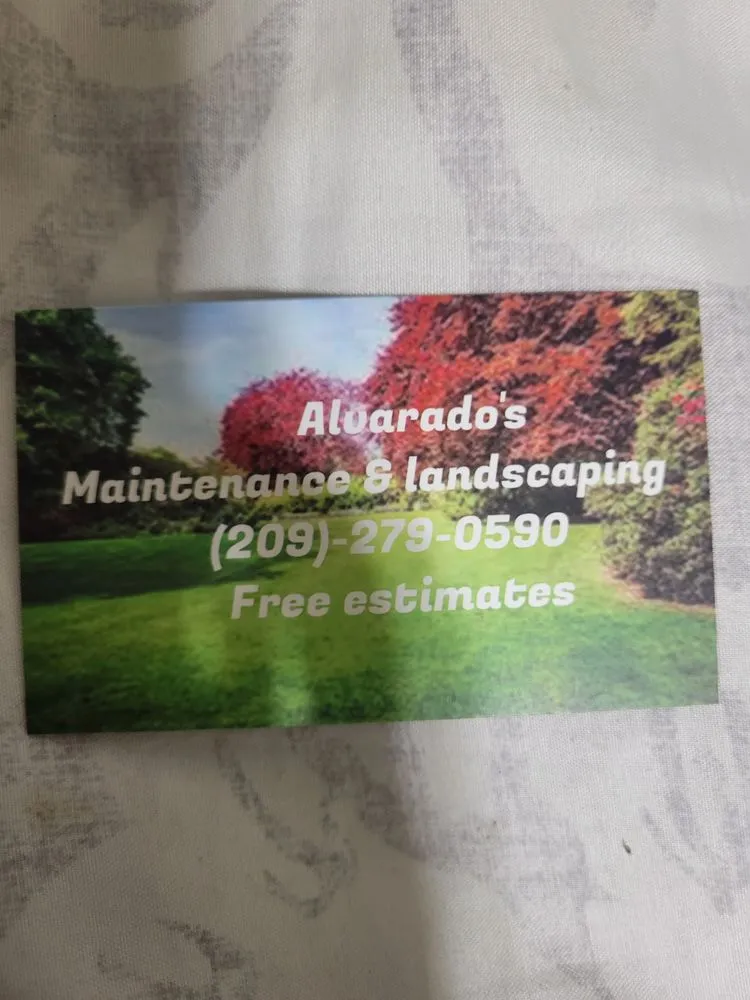 Alvarado's
Maintenance & landscaping
(209)-279-0590
Free estimates